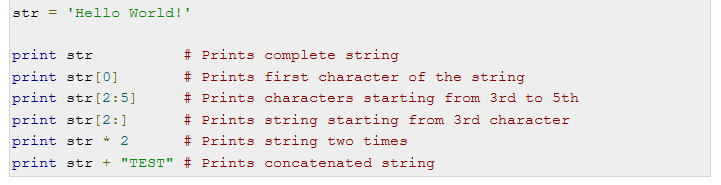 str = 'Hello World!'
print str          # Prints complete string
print str[0]       # Prints first character of the string
print str[2:5]     # Prints characters starting from 3rd to 5th
print str[2:]      # Prints string starting from 3rd character
print str * 2      # Prints string two times
print str + "TEST" # Prints concatenated string